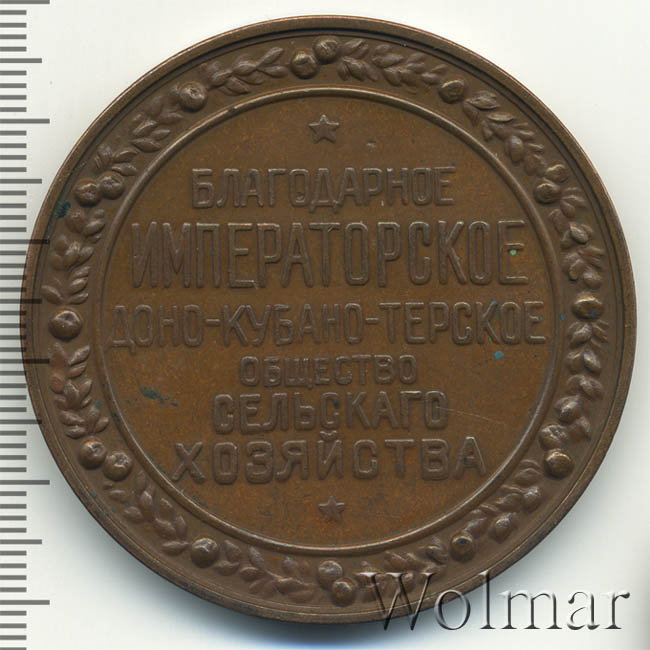 БЛАГОДАРНОЕ
ИМПЕРАТОРСКОЕ
ДОНО-КУБАНО-ТЕРСКОЕ
ОБЩЕСТВО
СЕЛЬСКАГО
ХОЗЯЙСТВА
Wolmar